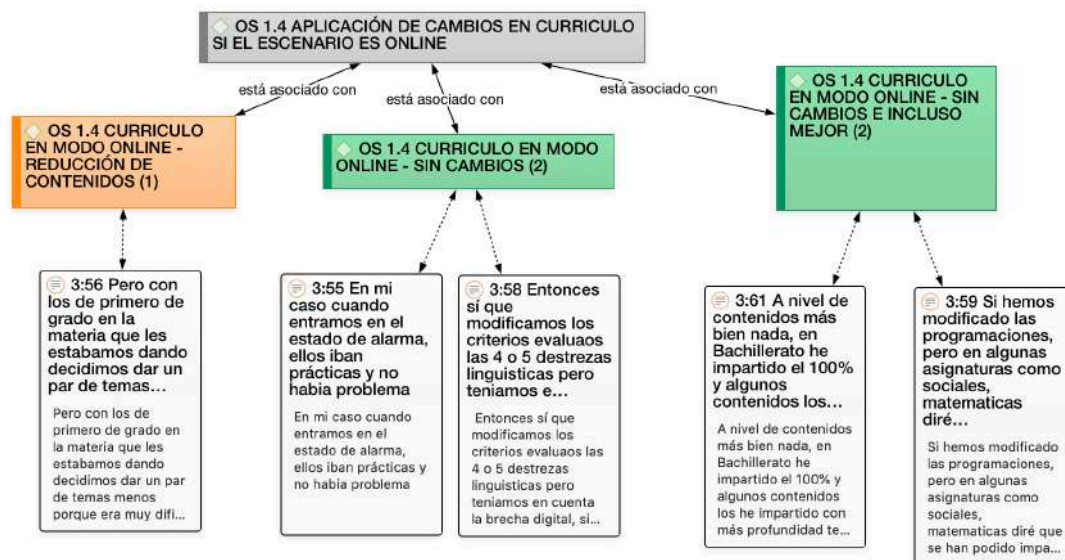 OS 1.4 APLICACIÓN DE CAMBIOS EN CURRICULO
SI EL ESCENARIO ES ONLINE
está asociado con
está asociado con
está asociado con
OS 1.4 CURRICULO
EN MODO ONLINE -
REDUCCIÓN DE
CONTENIDOS (1)
OS 1.4 CURRICULO EN MODO
ONLINE - SIN CAMBIOS (2)
OS 1.4 CURRICULO
EN MODO ONLINE - SIN
CAMBIOS E INCLUSO
MEJOR (2)
3:56 Pero con
los de primero de
grado en la
materia que les
estabamos dando
decidimos dar un
par de temas...
Pero con los de
primero de grado en
la materia que les
estabamos dando
decidimos dar un par
de temas menos
porque era muy difi...
3:55 En mi
caso cuando
entramos en el
estado de alarma,
ellos iban
prácticas y no
habia problema
En mi caso cuando
entramos en el
estado de alarma,
ellos iban prácticas y
no habia problema
3:58 Entonces
sí que
modificamos los
criterios evaluaos
las 4 o 5 destrezas
linguisticas pero
teniamos e...
Entonces sí que
modificamos los
criterios evaluaos las
4 o 5 destrezas
linguisticas pero
teniamos en cuenta
la brecha digital, si...
3:61 A nivel de
contenidos más
bien nada, en
Bachillerato he
impartido el 100%
y algunos
contenidos los...
A nivel de contenidos
más bien nada, en
Bachillerato he
impartido el 100% y
algunos contenidos
los he impartido con
más profundidad te...
3:59 Si hemos
modificado las
programaciones,
pero en algunas
asignaturas como
sociales,
matematicas
diré...
Si hemos modificado
las programaciones,
pero en algunas
asignaturas como
sociales,
matematicas diré que
se han podido impa...